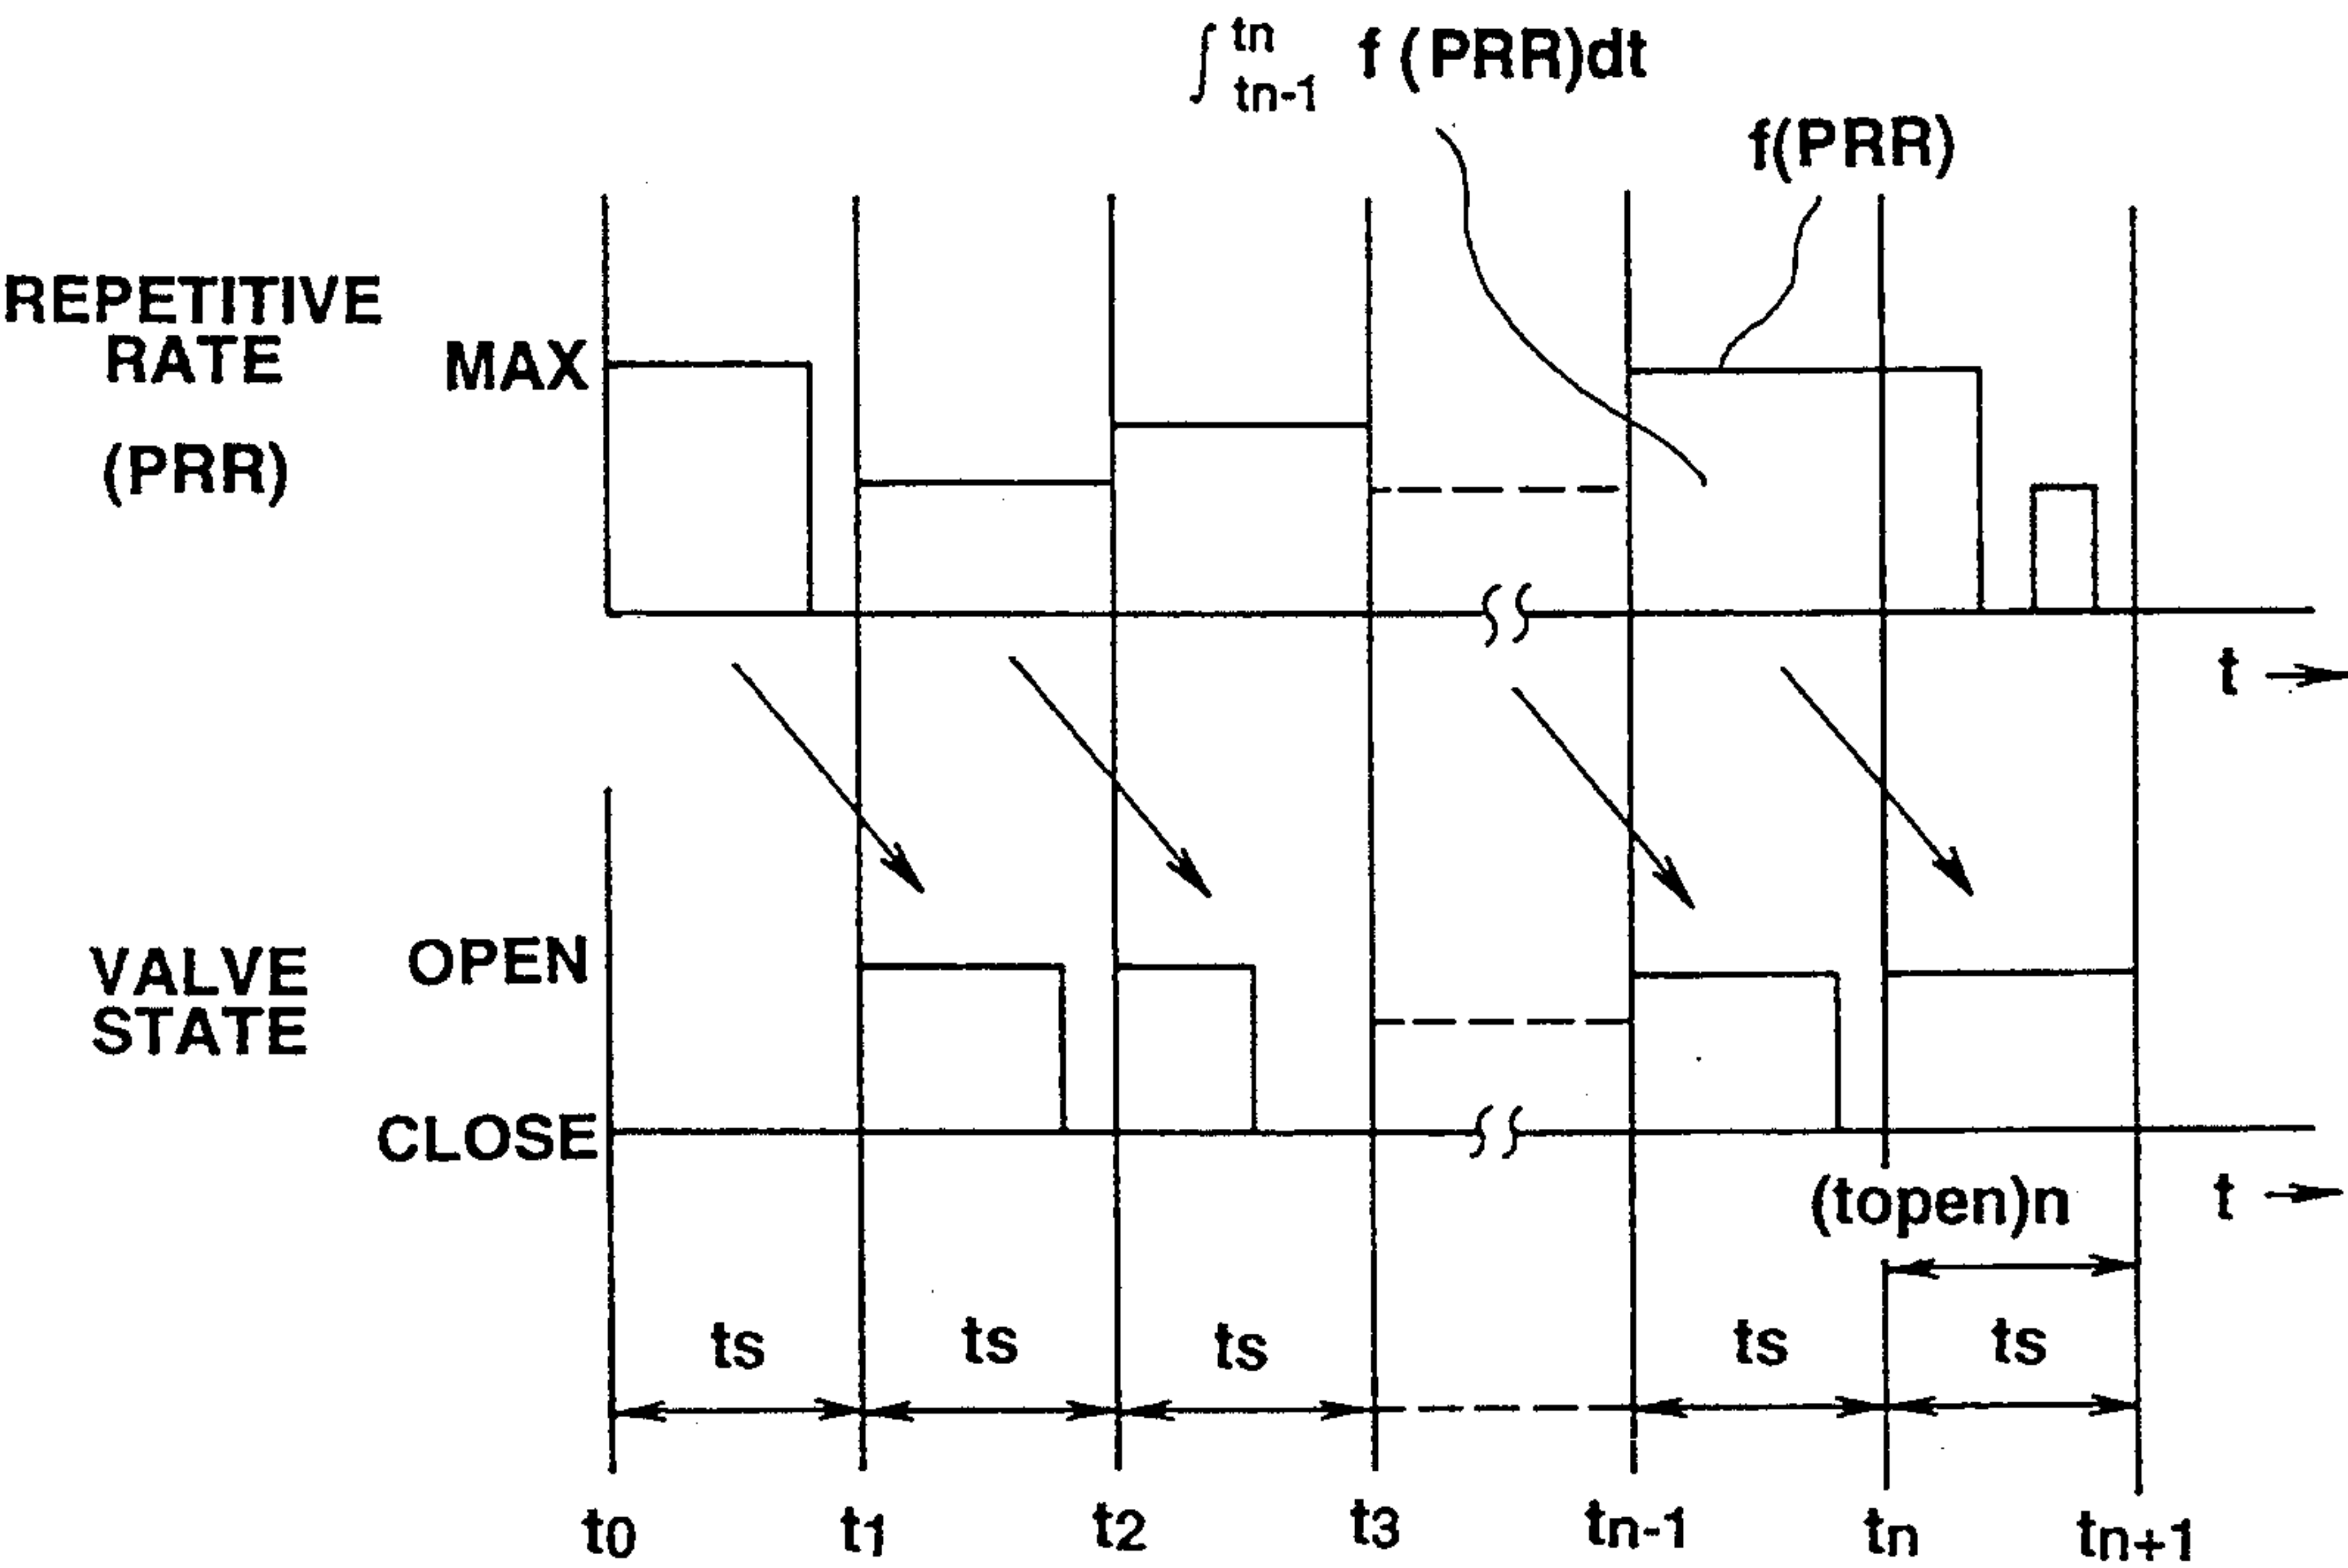 ∫ tn tn-1 f (PRR)dt
f(PRR)
REPETITIVE
RATE
(PRR)
MAX
t
VALVE
STATE
OPEN
CLOSE
t
(topen)n
ts ts ts ts ts
t0 t1 t2 t3 tn-1 tn tn+1